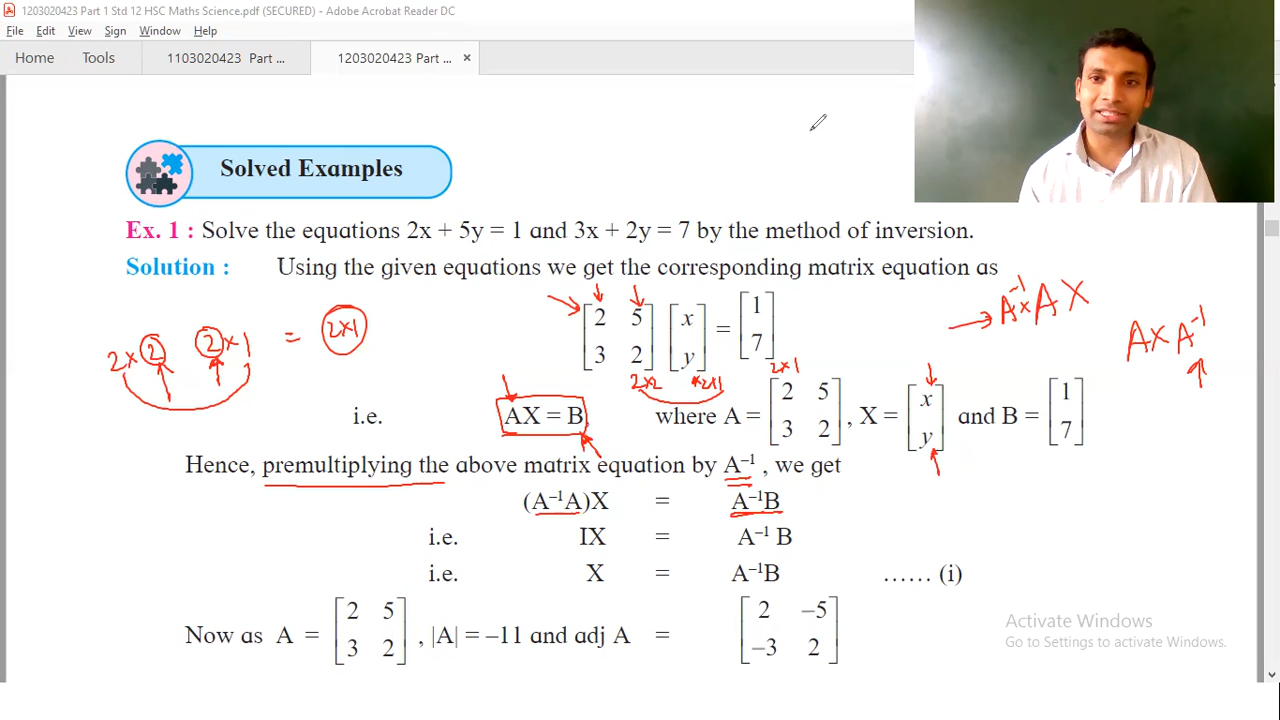 1203020423 Part 1 Std 12 HSC Maths Science.pdf (SECURED) - Adobe Acrobat Reader DC
File Edit View Sign Window Help
Home Tools 1103020423 Part ... 1203020423 Part ... ×
Solved Examples
Ex. 1 : Solve the equations 2x + 5y = 1 and 3x + 2y = 7 by the method of inversion.
Solution : Using the given equations we get the corresponding matrix equation as
[2 5] [x] = [1]
[3 2] [y] [7]
2×2 2×1 2×1
2×2 2×1 = 2×1
→ A⁻¹×A X
A×A⁻¹
i.e. AX = B, where A = [2 5; 3 2], X = [x; y] and B = [1; 7]
Hence, premultiplying the above matrix equation by A⁻¹, we get
(A⁻¹A)X = A⁻¹B
i.e. IX = A⁻¹ B
i.e. X = A⁻¹B ...... (i)
Now as A = [2 5; 3 2], |A| = –11 and adj A = [2 –5; –3 2]
Activate Windows
Go to Settings to activate Windows.